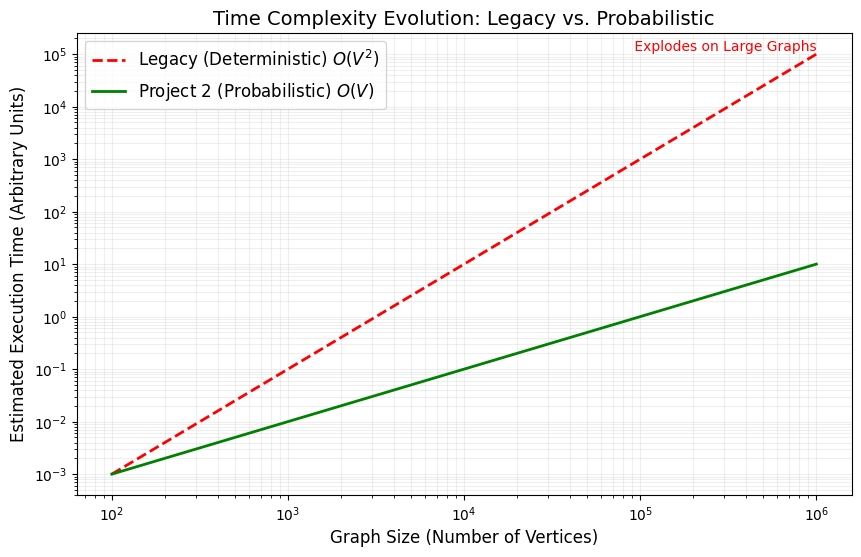 Time Complexity Evolution: Legacy vs. Probabilistic
Explodes on Large Graphs
Legacy (Deterministic) O(V²)
Project 2 (Probabilistic) O(V)
Estimated Execution Time (Arbitrary Units)
10⁵
10⁴
10³
10²
10¹
10⁰
10⁻¹
10⁻²
10⁻³
10² 10³ 10⁴ 10⁵ 10⁶
Graph Size (Number of Vertices)